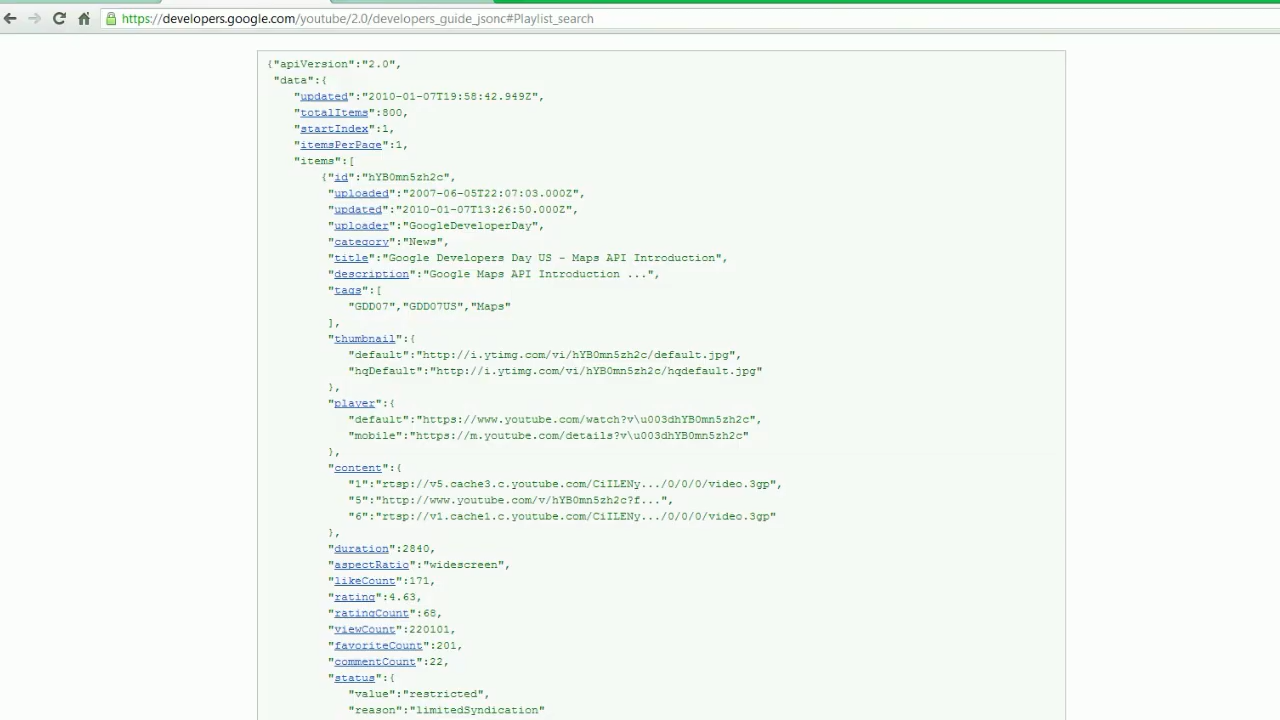 https://developers.google.com/youtube/2.0/developers_guide_jsonc#Playlist_search
{"apiVersion":"2.0",
"data":{
"updated":"2010-01-07T19:58:42.949Z",
"totalItems":800,
"startIndex":1,
"itemsPerPage":1,
"items":[
{"id":"hYB0mn5zh2c",
"uploaded":"2007-06-05T22:07:03.000Z",
"updated":"2010-01-07T13:26:50.000Z",
"uploader":"GoogleDeveloperDay",
"category":"News",
"title":"Google Developers Day US - Maps API Introduction",
"description":"Google Maps API Introduction ...",
"tags":[
"GDD07","GDD07US","Maps"
],
"thumbnail":{
"default":"http://i.ytimg.com/vi/hYB0mn5zh2c/default.jpg",
"hqDefault":"http://i.ytimg.com/vi/hYB0mn5zh2c/hqdefault.jpg"
},
"player":{
"default":"https://www.youtube.com/watch?v\u003dhYB0mn5zh2c",
"mobile":"https://m.youtube.com/details?v\u003dhYB0mn5zh2c"
},
"content":{
"1":"rtsp://v5.cache3.c.youtube.com/CiILENy.../0/0/0/video.3gp",
"5":"http://www.youtube.com/v/hYB0mn5zh2c?f...",
"6":"rtsp://v1.cache1.c.youtube.com/CiILENy.../0/0/0/video.3gp"
},
"duration":2840,
"aspectRatio":"widescreen",
"likeCount":171,
"rating":4.63,
"ratingCount":68,
"viewCount":220101,
"favoriteCount":201,
"commentCount":22,
"status":{
"value":"restricted",
"reason":"limitedSyndication"